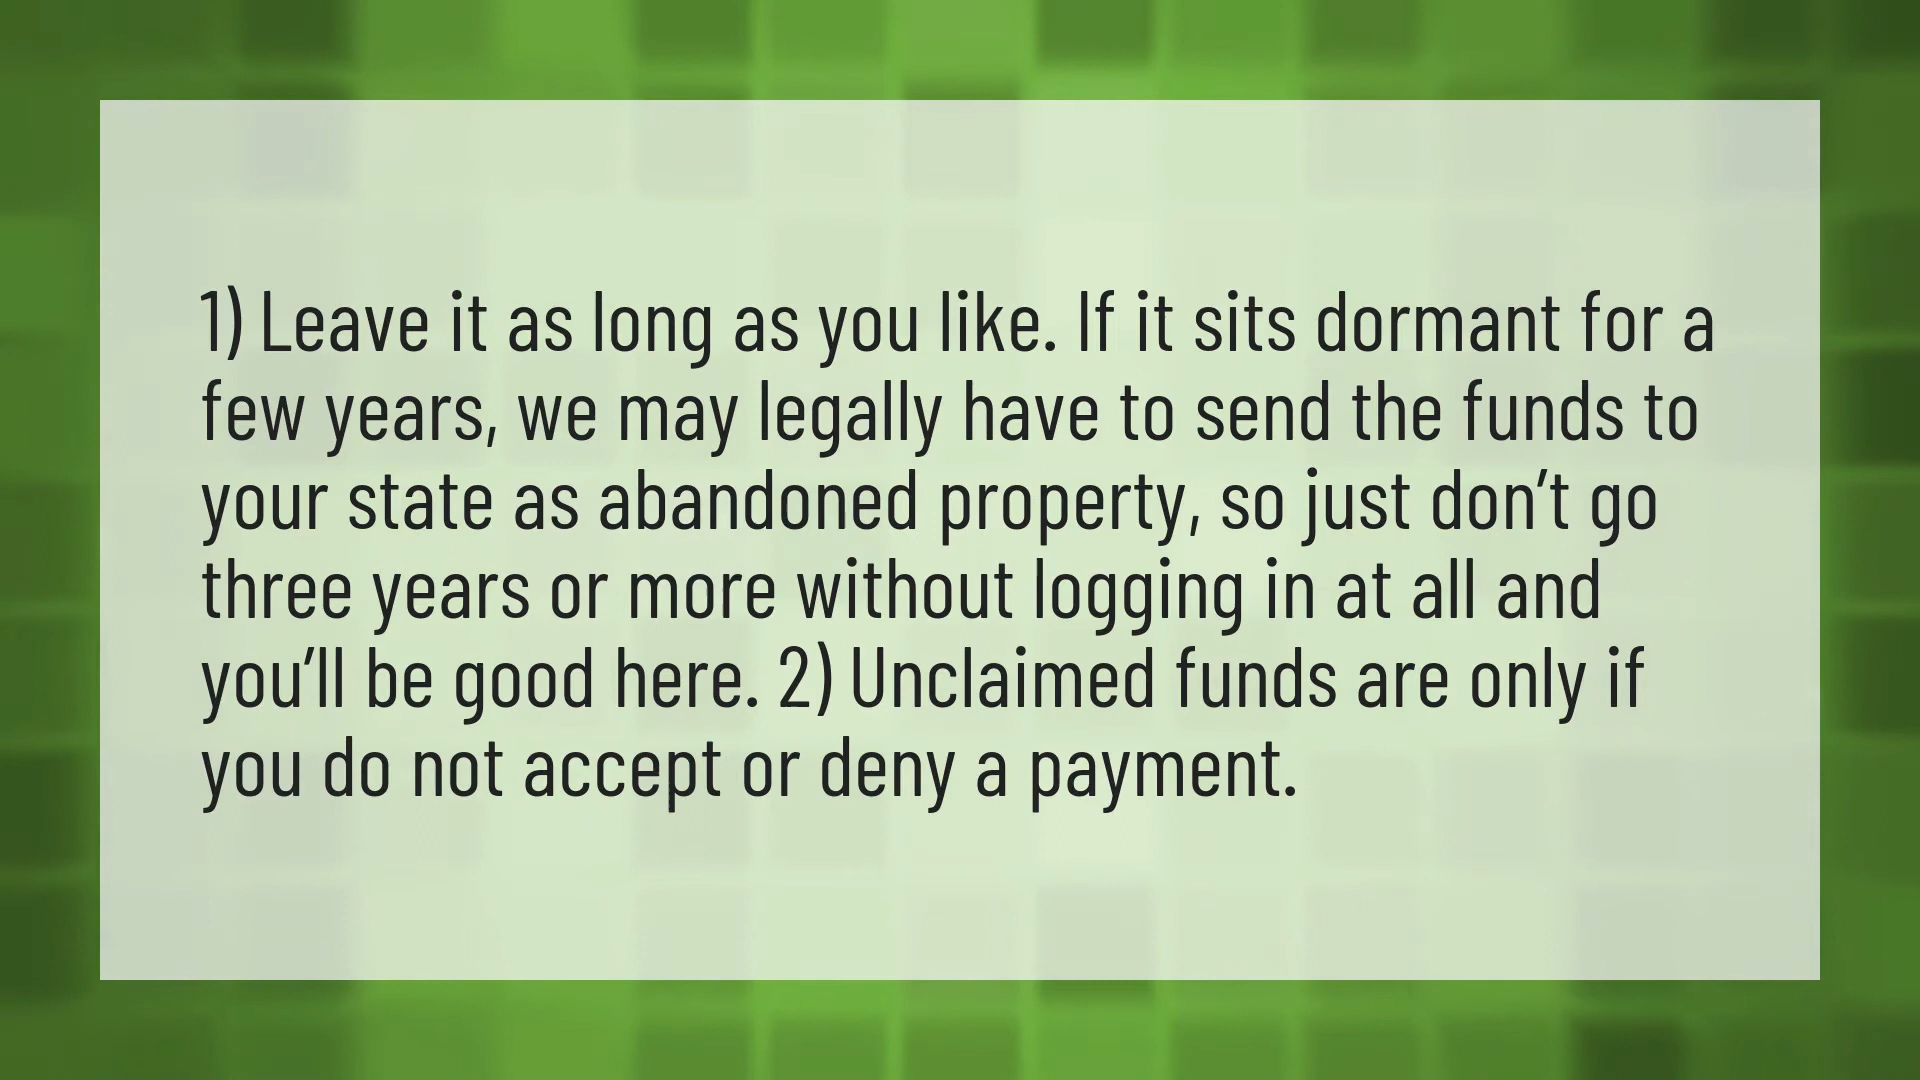 1) Leave it as long as you like. If it sits dormant for a
few years, we may legally have to send the funds to
your state as abandoned property, so just don’t go
three years or more without logging in at all and
you’ll be good here. 2) Unclaimed funds are only if
you do not accept or deny a payment.